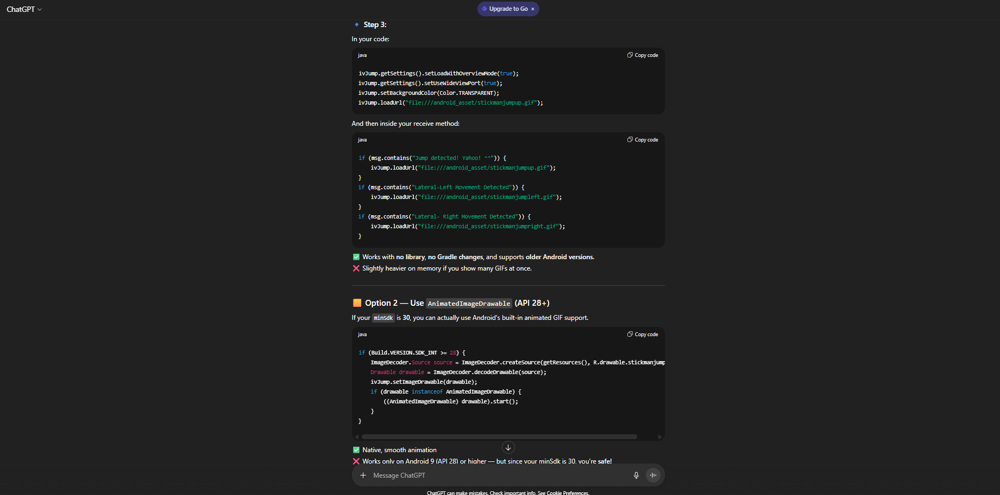 ChatGPT
Upgrade to Go ×
Step 3:
In your code:
java
Copy code
ivJump.getSettings().setLoadWithOverviewMode(true);
ivJump.getSettings().setUseWideViewPort(true);
ivJump.setBackgroundColor(Color.TRANSPARENT);
ivJump.loadUrl("file:///android_asset/stickmanjumpup.gif");
And then inside your receive method:
java
Copy code
if (msg.contains("Jump detected! Yahoo! ^^")) {
    ivJump.loadUrl("file:///android_asset/stickmanjumpup.gif");
}
if (msg.contains("Lateral-Left Movement Detected")) {
    ivJump.loadUrl("file:///android_asset/stickmanjumpleft.gif");
}
if (msg.contains("Lateral- Right Movement Detected")) {
    ivJump.loadUrl("file:///android_asset/stickmanjumpright.gif");
}
✅ Works with no library, no Gradle changes, and supports older Android versions.
❌ Slightly heavier on memory if you show many GIFs at once.
Option 2 — Use AnimatedImageDrawable (API 28+)
If your minSdk is 30, you can actually use Android's built-in animated GIF support.
java
Copy code
if (Build.VERSION.SDK_INT >= 28) {
    ImageDecoder.Source source = ImageDecoder.createSource(getResources(), R.drawable.stickmanjump
    Drawable drawable = ImageDecoder.decodeDrawable(source);
    ivJump.setImageDrawable(drawable);
    if (drawable instanceof AnimatedImageDrawable) {
        ((AnimatedImageDrawable) drawable).start();
    }
}
✅ Native, smooth animation
❌ Works only on Android 9 (API 28) or higher — but since your minSdk is 30, you're safe!
Message ChatGPT
ChatGPT can make mistakes. Check important info. See Cookie Preferences.